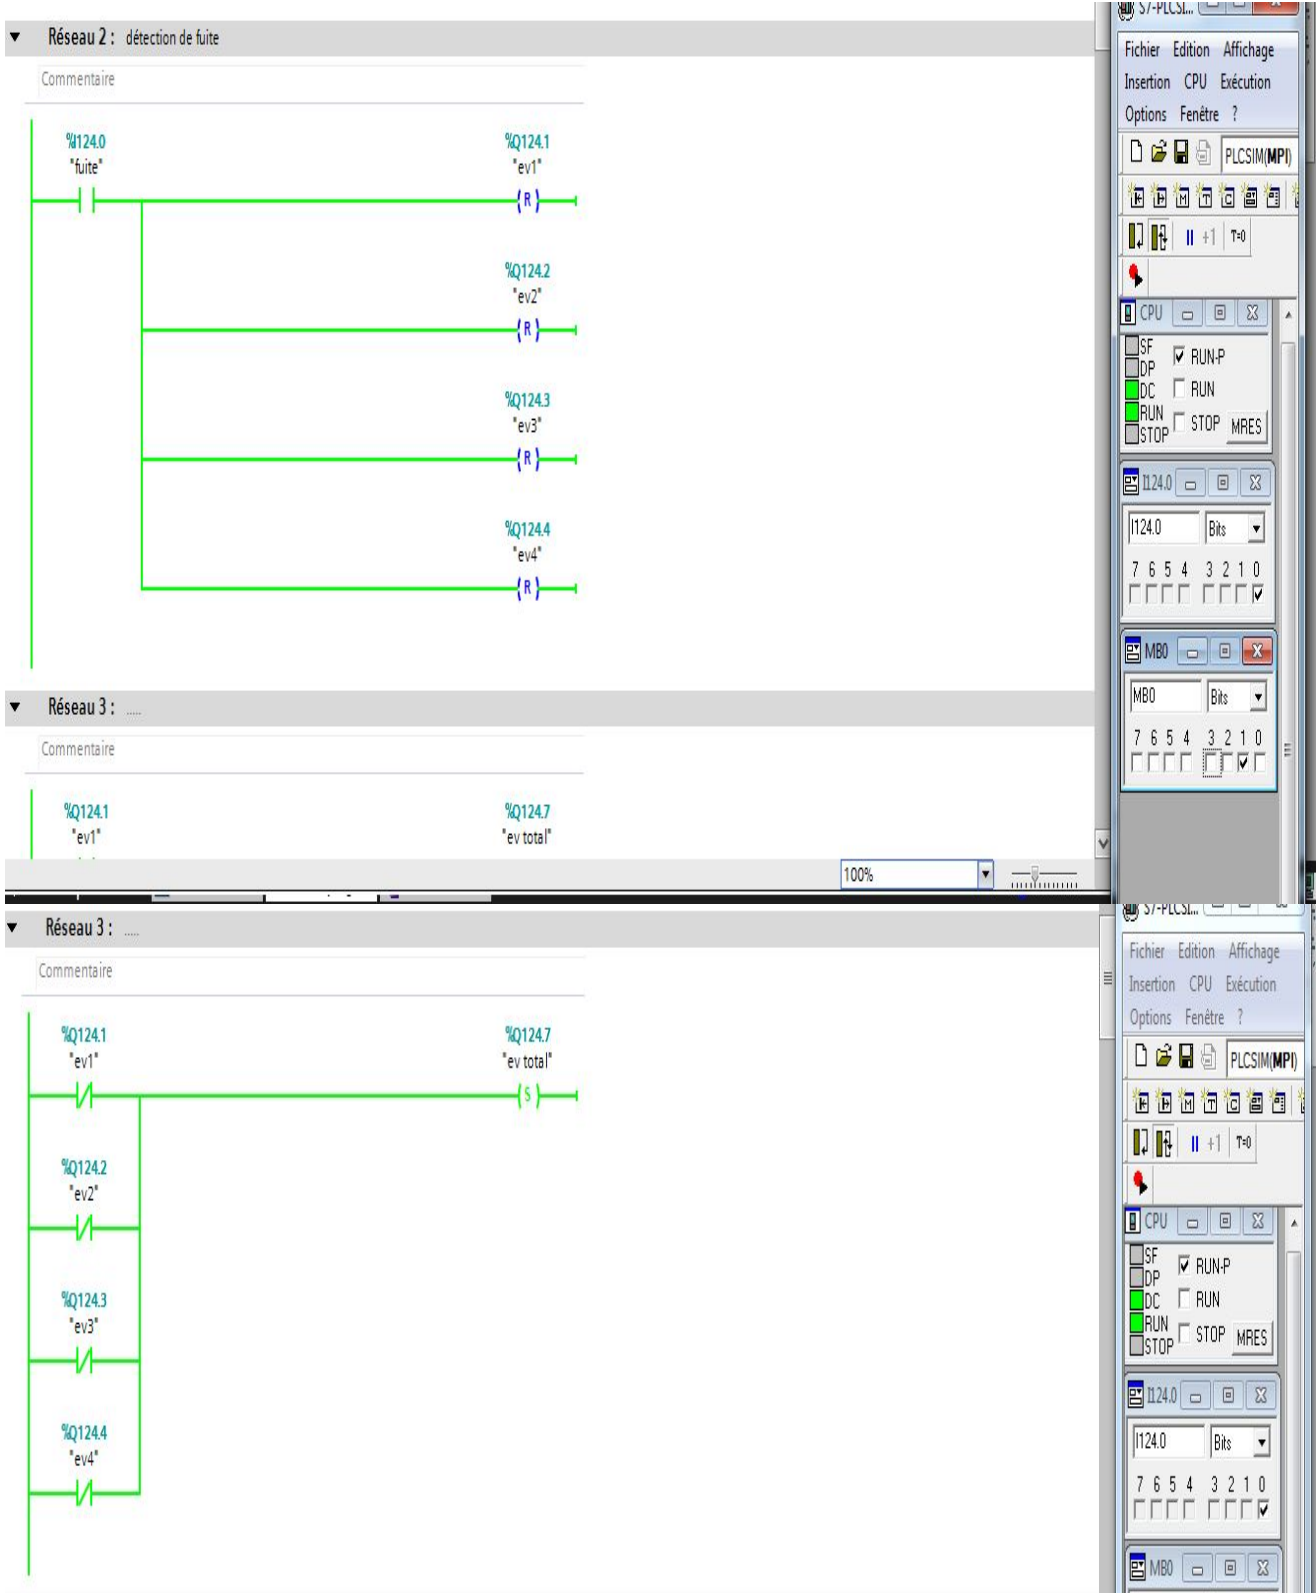 Réseau 2 : détection de fuite
Commentaire
%I124.0
"fuite"
%Q124.1
"ev1"
( R )
%Q124.2
"ev2"
( R )
%Q124.3
"ev3"
( R )
%Q124.4
"ev4"
( R )
Réseau 3 : .....
Commentaire
%Q124.1
"ev1"
%Q124.7
"ev total"
100%
S7-PLCSI...
Fichier Edition Affichage
Insertion CPU Exécution
Options Fenêtre ?
PLCSIM(MPI)
+1 T=0
CPU
SF
DP
DC
RUN
STOP
RUN-P
RUN
STOP MRES
I124.0
I124.0 Bits
7 6 5 4 3 2 1 0
MB0
MB0 Bits
7 6 5 4 3 2 1 0
Réseau 3 : .....
Commentaire
%Q124.1
"ev1"
%Q124.7
"ev total"
( S )
%Q124.2
"ev2"
%Q124.3
"ev3"
%Q124.4
"ev4"
S7-PLCSI...
Fichier Edition Affichage
Insertion CPU Exécution
Options Fenêtre ?
PLCSIM(MPI)
+1 T=0
CPU
SF
DP
DC
RUN
STOP
RUN-P
RUN
STOP MRES
I124.0
I124.0 Bits
7 6 5 4 3 2 1 0
MB0